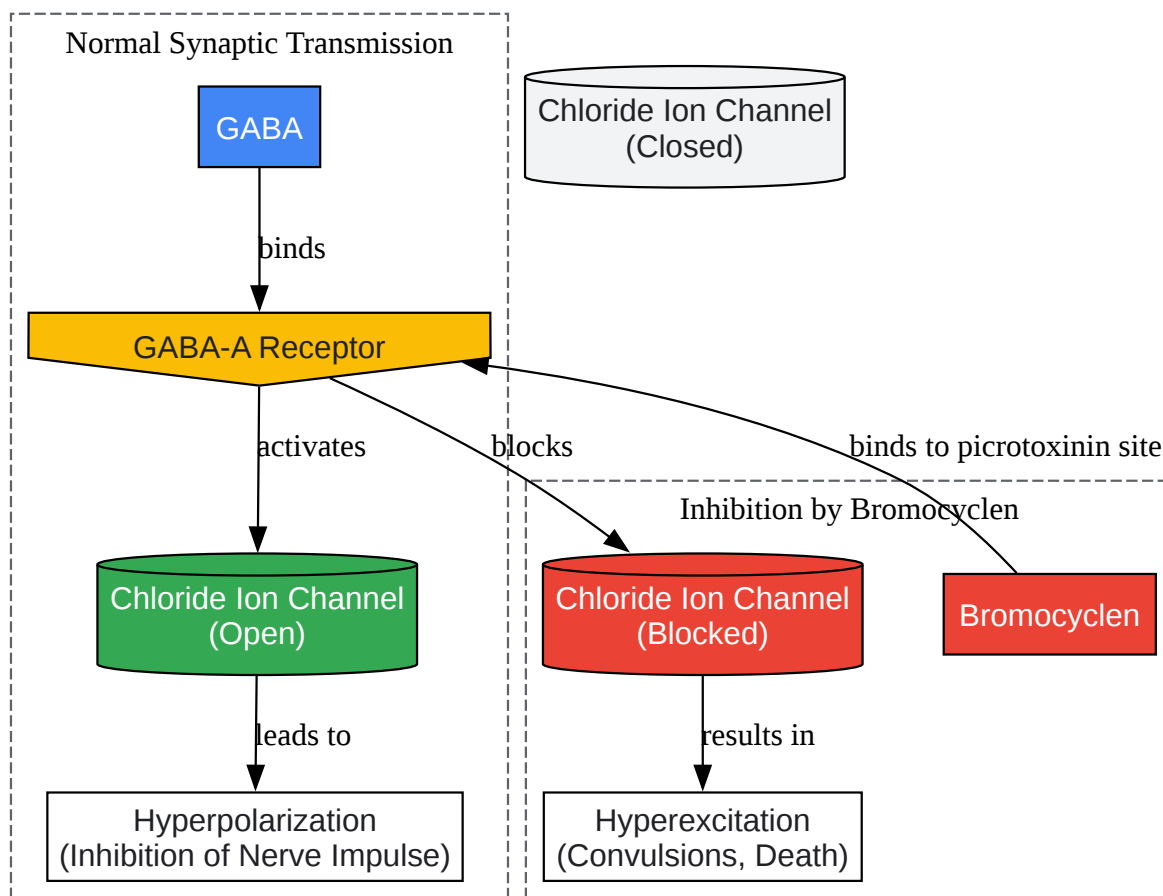 Normal Synaptic Transmission
GABA
Chloride Ion Channel
(Closed)
binds
GABA-A Receptor
activates
blocks
binds to picrotoxinin site
Inhibition by Bromocyclen
Chloride Ion Channel
(Open)
Chloride Ion Channel
(Blocked)
Bromocyclen
leads to
results in
Hyperpolarization
(Inhibition of Nerve Impulse)
Hyperexcitation
(Convulsions, Death)